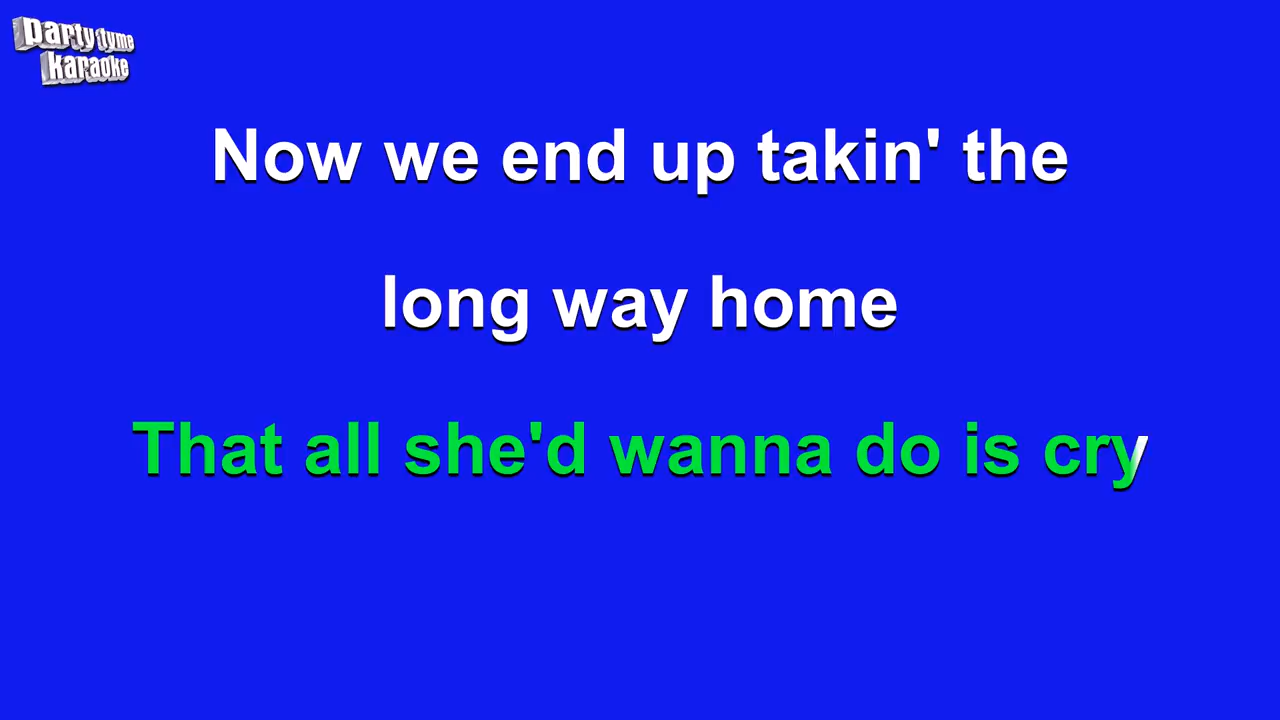 party tyme
karaoke
Now we end up takin' the
long way home
That all she'd wanna do is cry